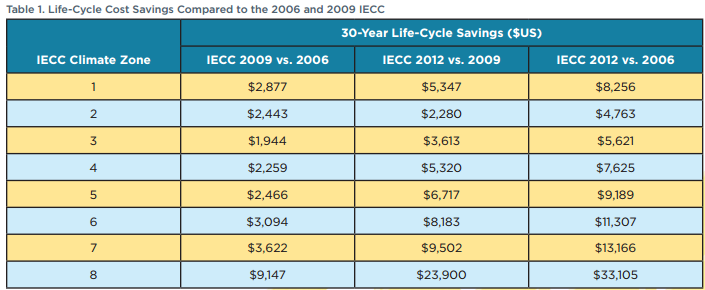 Table 1. Life-Cycle Cost Savings Compared to the 2006 and 2009 IECC
30-Year Life-Cycle Savings ($US)
IECC Climate Zone IECC 2009 vs. 2006 IECC 2012 vs. 2009 IECC 2012 vs. 2006
1 $2,877 $5,347 $8,256
2 $2,443 $2,280 $4,763
3 $1,944 $3,613 $5,621
4 $2,259 $5,320 $7,625
5 $2,466 $6,717 $9,189
6 $3,094 $8,183 $11,307
7 $3,622 $9,502 $13,166
8 $9,147 $23,900 $33,105